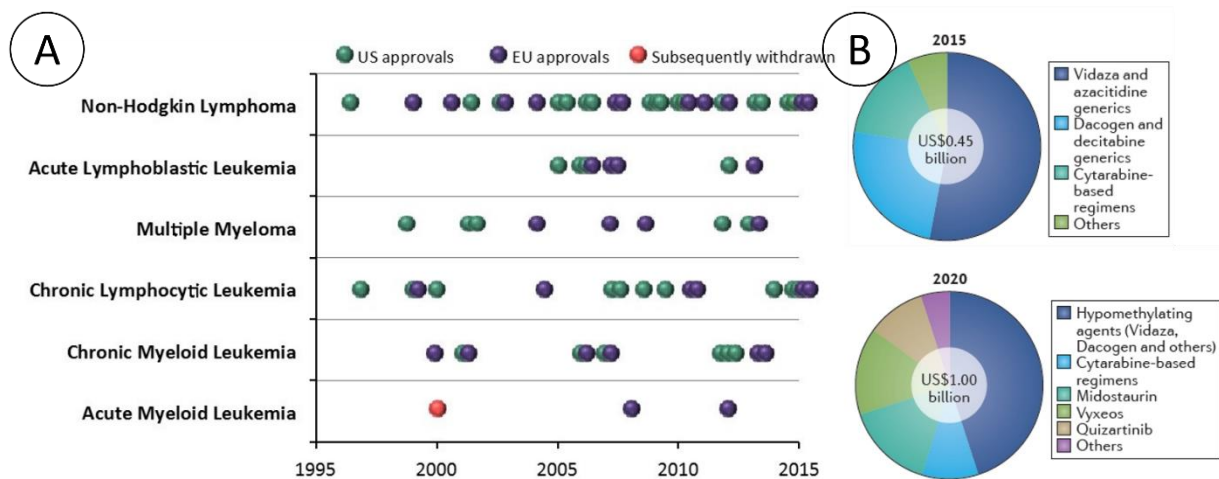 A
US approvals
EU approvals
Subsequently withdrawn
Non-Hodgkin Lymphoma
Acute Lymphoblastic Leukemia
Multiple Myeloma
Chronic Lymphocytic Leukemia
Chronic Myeloid Leukemia
Acute Myeloid Leukemia
1995
2000
2005
2010
2015
B
2015
US$0.45
billion
Vidaza and
azacitidine
generics
Dacogen and
decitabine
generics
Cytarabine-
based
regimens
Others
2020
US$1.00
billion
Hypomethylating
agents (Vidaza,
Dacogen and others)
Cytarabine-based
regimens
Midostaurin
Vyxeos
Quizartinib
Others